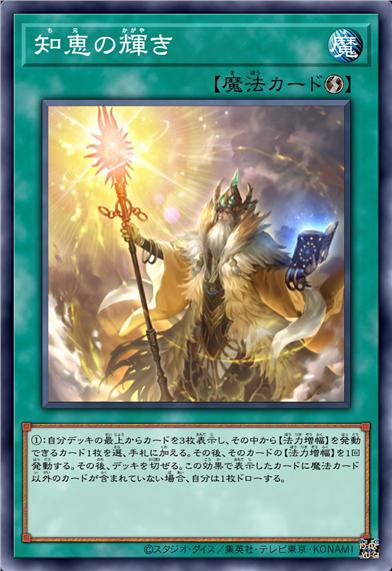 知恵の輝き
魔
【魔法カード】
①:自分デッキの最上からカードを3枚表示し、その中から【法力増幅】を発動
できるカード1枚を選、手札に加える。その後、そのカードの【法力増幅】を1回
発動する。その後、デッキを切ぜる。この効果で表示したカードに魔法カード
以外のカードが含まれていない場合、自分は1枚ドローする。
©スタジオ・ダイス/集英社・テレビ東京・KONAMI